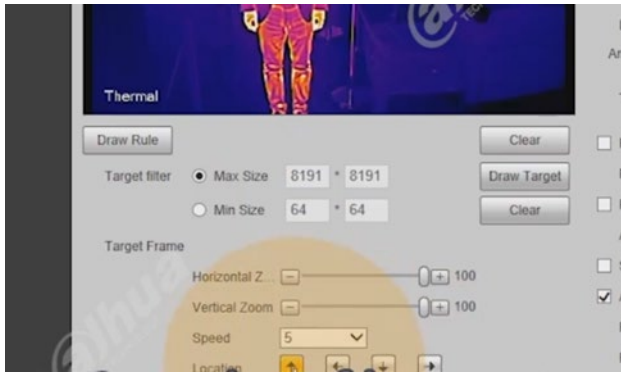 Thermal
Draw Rule
Clear
Target filter
Max Size
8191 * 8191
Draw Target
Min Size
64 * 64
Clear
Target Frame
Horizontal Z...
100
Vertical Zoom
100
Speed
5
Location
alhua